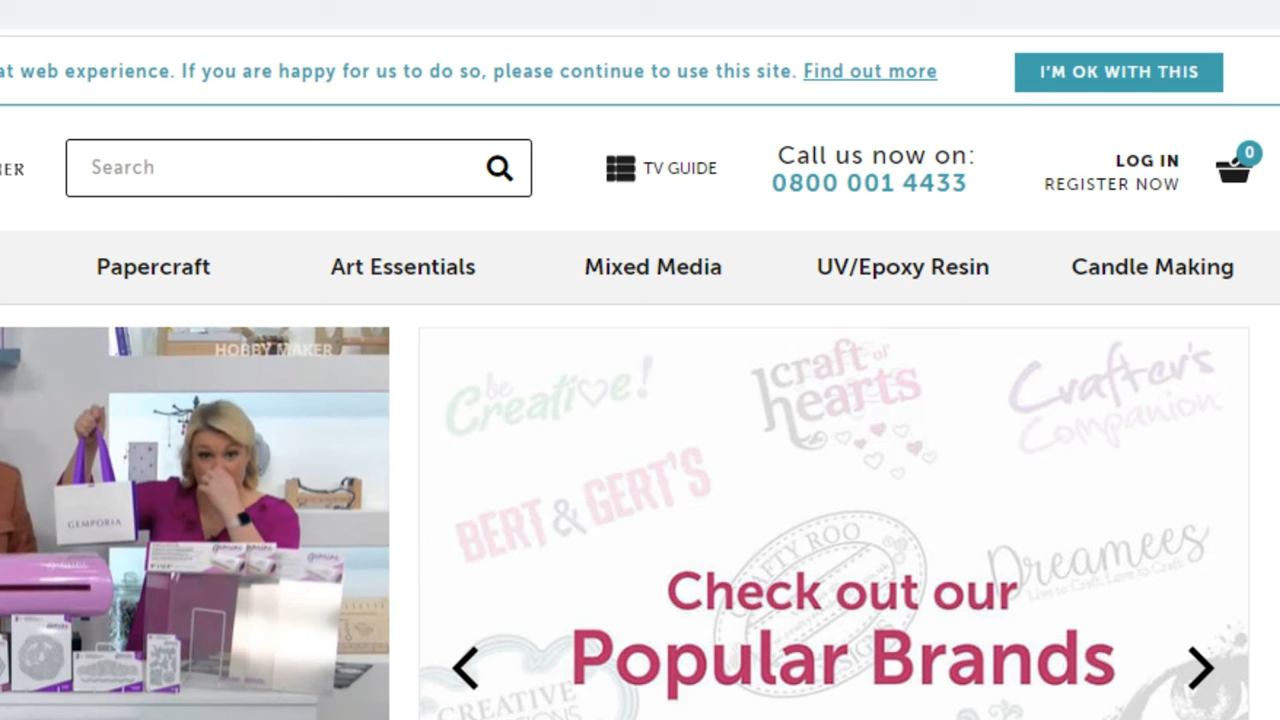 at web experience. If you are happy for us to do so, please continue to use this site. Find out more
I'M OK WITH THIS
Search
TV GUIDE
Call us now on:
0800 001 4433
LOG IN
REGISTER NOW
0
Papercraft
Art Essentials
Mixed Media
UV/Epoxy Resin
Candle Making
HOBBY MAKER
GEMPORIA
be
Creative!
craft of
hearts
Crafter's
Companion
BERT & GERT'S
Dreamees
Live to Craft, Love to Craft
Check out our
Popular Brands
CREATIVE